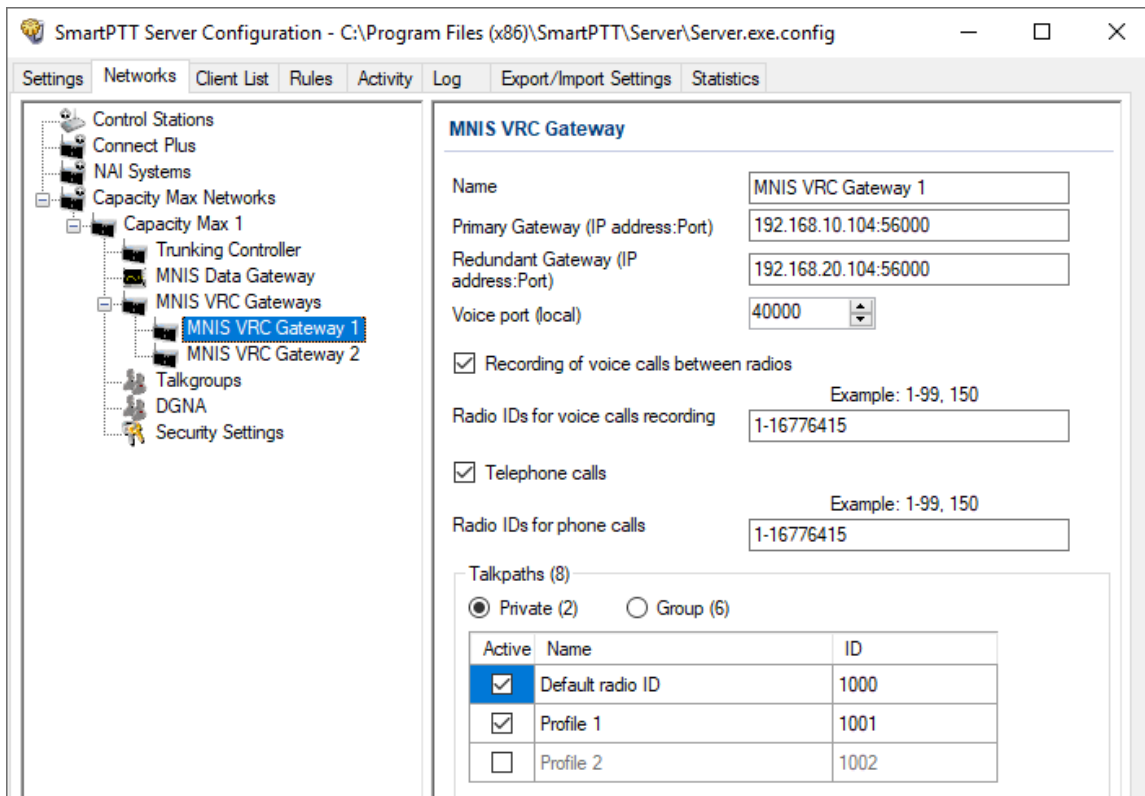 SmartPTT Server Configuration - C:\Program Files (x86)\SmartPTT\Server\Server.exe.config
Settings Networks Client List Rules Activity Log Export/Import Settings Statistics
Control Stations
Connect Plus
NAI Systems
Capacity Max Networks
Capacity Max 1
Trunking Controller
MNIS Data Gateway
MNIS VRC Gateways
MNIS VRC Gateway 1
MNIS VRC Gateway 2
Talkgroups
DGNA
Security Settings
MNIS VRC Gateway
Name MNIS VRC Gateway 1
Primary Gateway (IP address:Port) 192.168.10.104:56000
Redundant Gateway (IP
address:Port) 192.168.20.104:56000
Voice port (local) 40000
Recording of voice calls between radios
Example: 1-99, 150
Radio IDs for voice calls recording 1-16776415
Telephone calls
Example: 1-99, 150
Radio IDs for phone calls 1-16776415
Talkpaths (8)
Private (2) Group (6)
Active Name ID
Default radio ID 1000
Profile 1 1001
Profile 2 1002